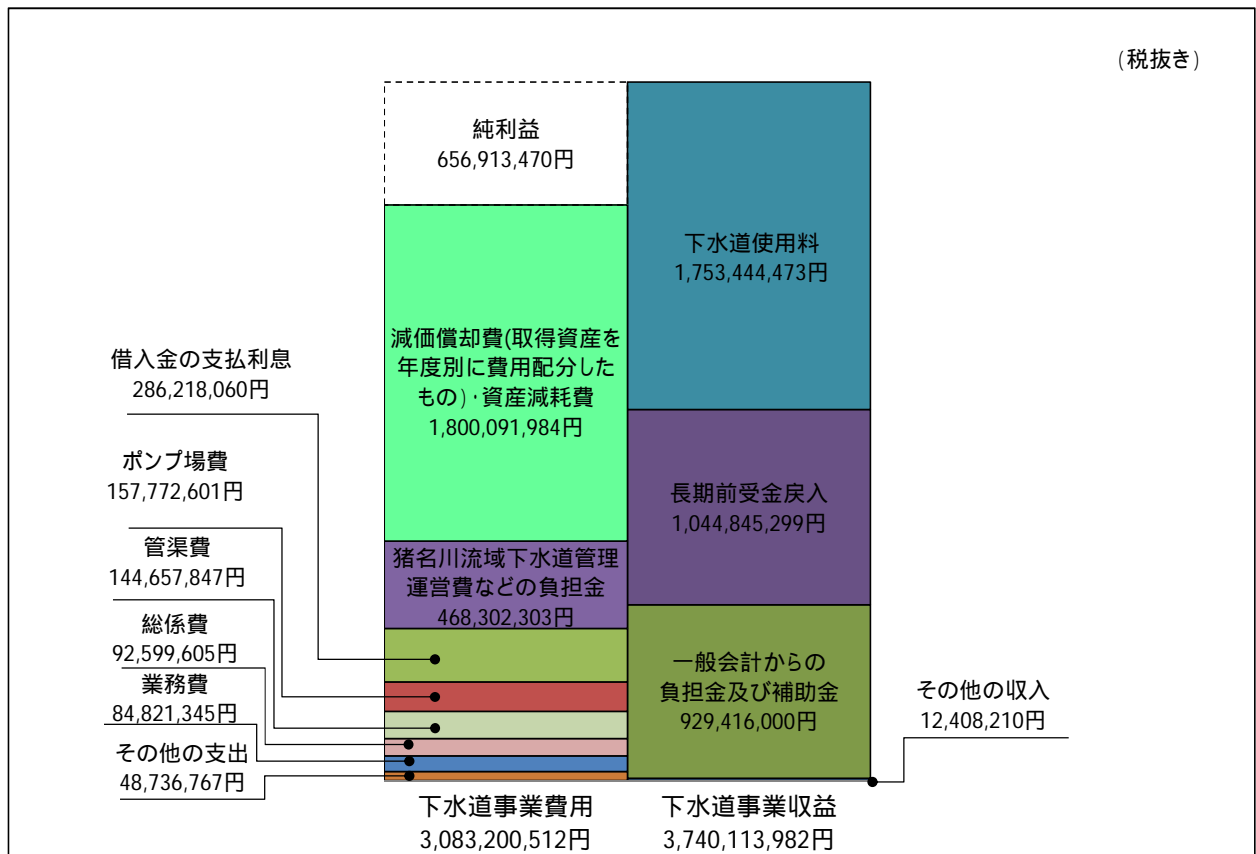 (税抜き)
純利益
656,913,470円
減価償却費(取得資産を
年度別に費用配分した
もの)・資産減耗費
1,800,091,984円
猪名川流域下水道管理
運営費などの負担金
468,302,303円
借入金の支払利息
286,218,060円
ポンプ場費
157,772,601円
管渠費
144,657,847円
総係費
92,599,605円
業務費
84,821,345円
その他の支出
48,736,767円
下水道使用料
1,753,444,473円
長期前受金戻入
1,044,845,299円
一般会計からの
負担金及び補助金
929,416,000円
その他の収入
12,408,210円
下水道事業費用
3,083,200,512円
下水道事業収益
3,740,113,982円